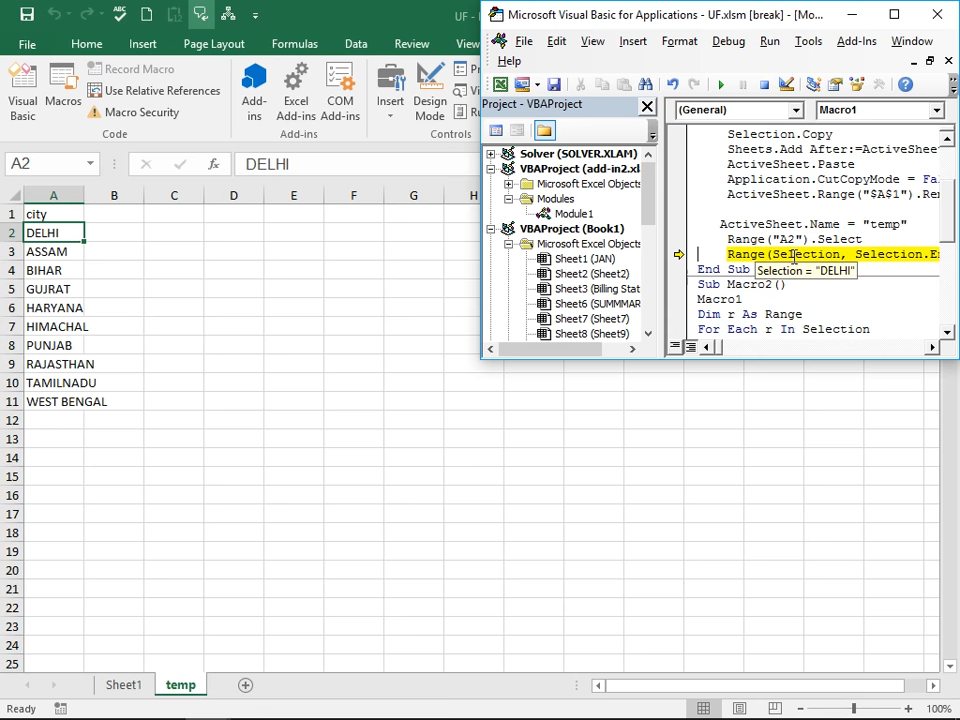 UF -
File Home Insert Page Layout Formulas Data Review View
Visual Basic
Macros
Record Macro
Use Relative References
Macro Security
Code
Add-ins
Excel Add-ins
COM Add-ins
Add-ins
Insert
Design Mode
Controls
A2
fx
DELHI
A B C D E F G H
1 city
2 DELHI
3 ASSAM
4 BIHAR
5 GUJRAT
6 HARYANA
7 HIMACHAL
8 PUNJAB
9 RAJASTHAN
10 TAMILNADU
11 WEST BENGAL
12
13
14
15
16
17
18
19
20
21
22
23
24
25
Sheet1 temp
Ready
100%
Microsoft Visual Basic for Applications - UF.xlsm [break] - [Mo...
File Edit View Insert Format Debug Run Tools Add-Ins Window
Help
Project - VBAProject
Solver (SOLVER.XLAM)
VBAProject (add-in2.xl
Microsoft Excel Objects
Modules
Module1
VBAProject (Book1)
Microsoft Excel Objects
Sheet1 (JAN)
Sheet2 (Sheet2)
Sheet3 (Billing Stat
Sheet6 (SUMMMAR
Sheet7 (Sheet7)
Sheet8 (Sheet9)
(General)
Macro1
Selection.Copy
Sheets.Add After:=ActiveShee
ActiveSheet.Paste
Application.CutCopyMode = Fa
ActiveSheet.Range("$A$1").Re
ActiveSheet.Name = "temp"
Range("A2").Select
Range(Selection, Selection.En
End Sub
Selection = "DELHI"
Sub Macro2()
Macro1
Dim r As Range
For Each r In Selection